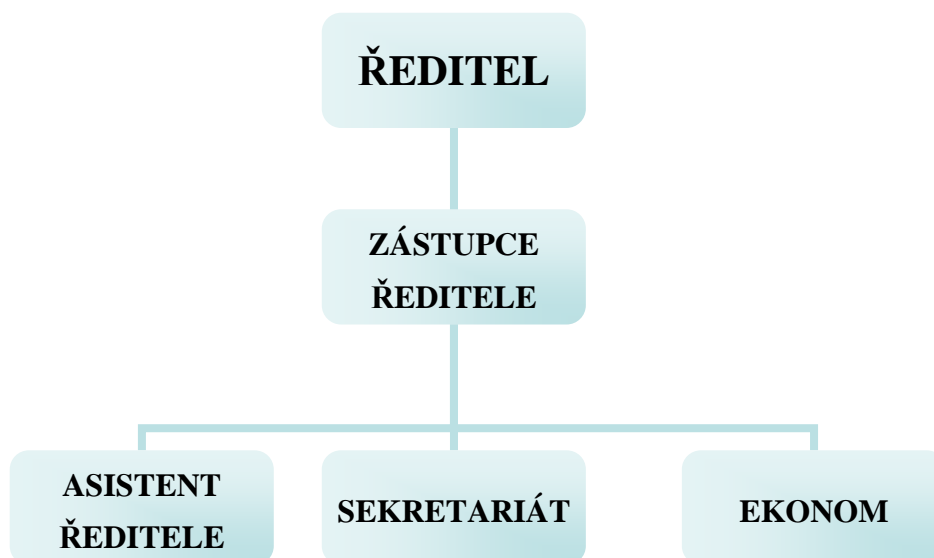 ŘEDITEL
ZÁSTUPCE
ŘEDITELE
ASISTENT
ŘEDITELE
SEKRETARIÁT
EKONOM